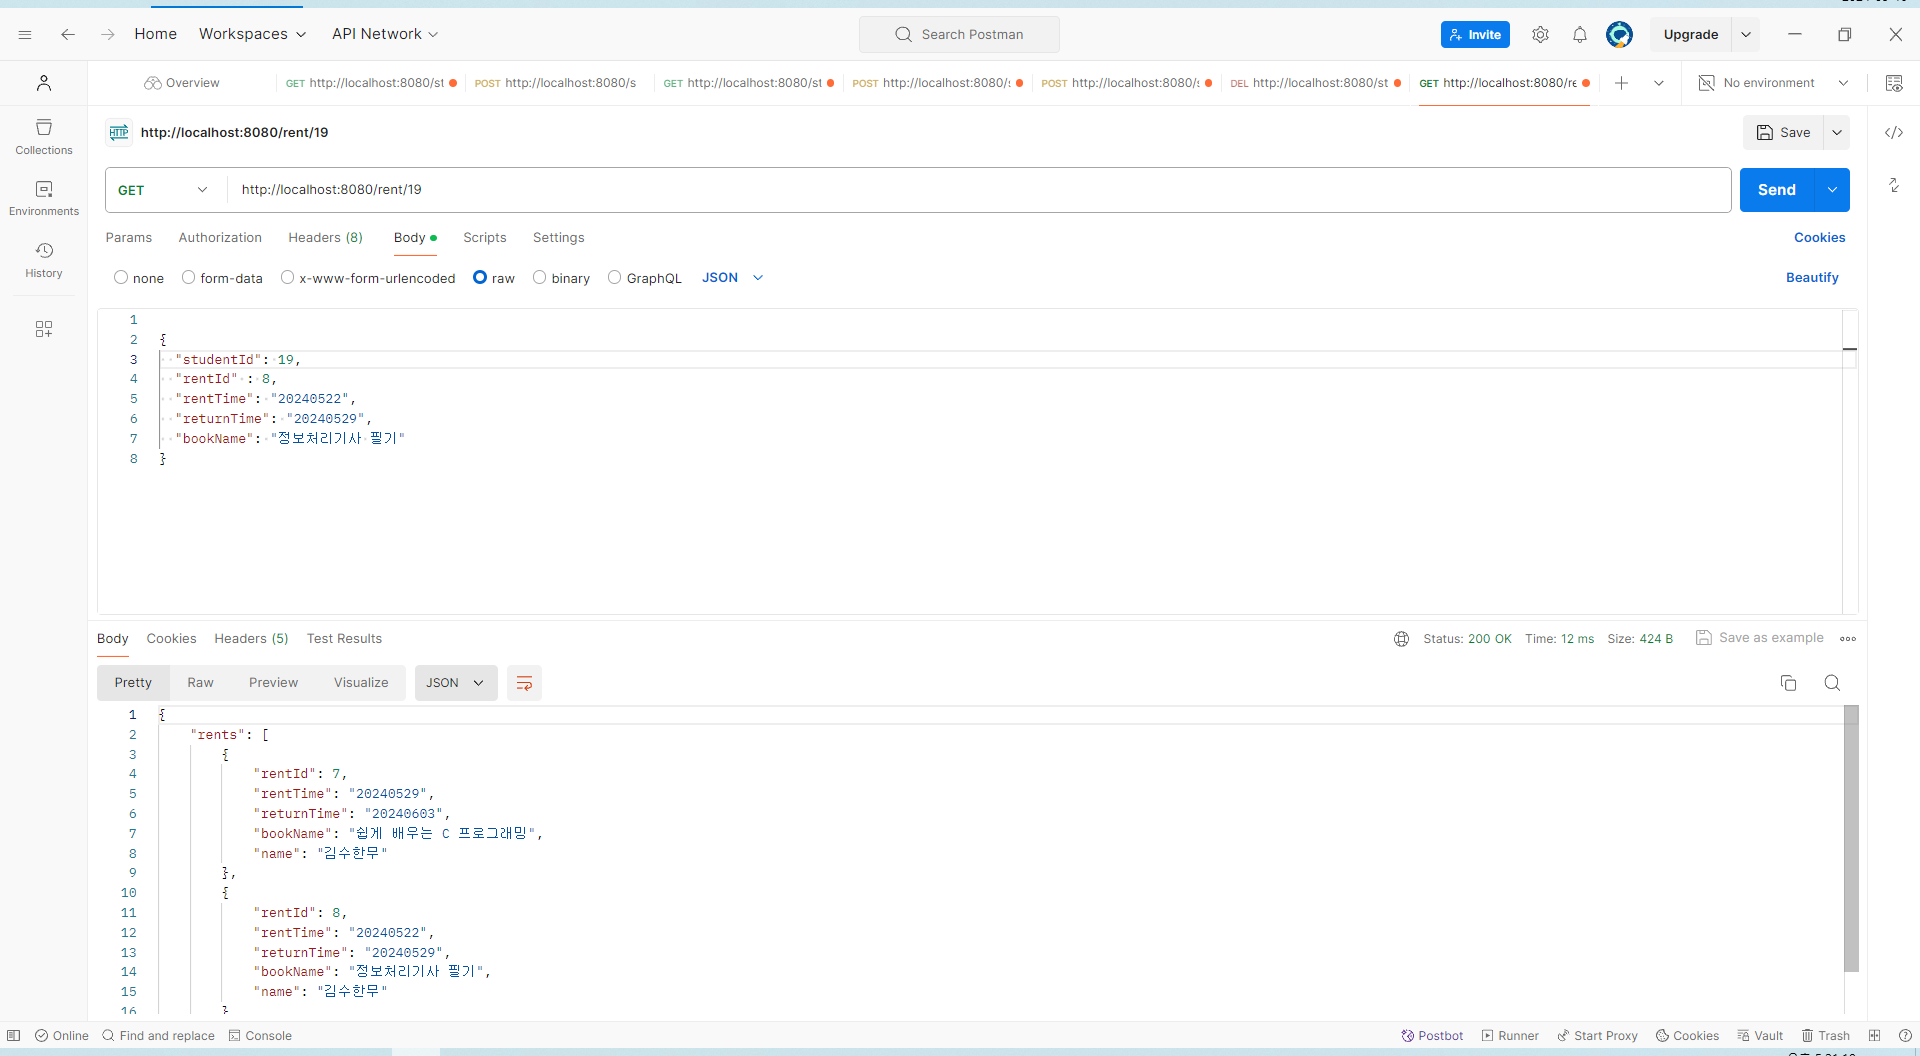 Home Workspaces API Network Search Postman Invite Upgrade
Overview GET http://localhost:8080/st POST http://localhost:8080/s GET http://localhost:8080/st POST http://localhost:8080/s POST http://localhost:8080/s DEL http://localhost:8080/st GET http://localhost:8080/re No environment
HTTP http://localhost:8080/rent/19 Save
Collections
GET http://localhost:8080/rent/19 Send
Environments
Params Authorization Headers (8) Body Scripts Settings Cookies
History
none form-data x-www-form-urlencoded raw binary GraphQL JSON Beautify
1
2 {
3 "studentId": 19,
4 "rentId" : 8,
5 "rentTime": "20240522",
6 "returnTime": "20240529",
7 "bookName": "정보처리기사 필기"
8 }
Body Cookies Headers (5) Test Results Status: 200 OK Time: 12 ms Size: 424 B Save as example
Pretty Raw Preview Visualize JSON
1 {
2 "rents": [
3 {
4 "rentId": 7,
5 "rentTime": "20240529",
6 "returnTime": "20240603",
7 "bookName": "쉽게 배우는 C 프로그래밍",
8 "name": "김수한무"
9 },
10 {
11 "rentId": 8,
12 "rentTime": "20240522",
13 "returnTime": "20240529",
14 "bookName": "정보처리기사 필기",
15 "name": "김수한무"
16 }
Online Find and replace Console Postbot Runner Start Proxy Cookies Vault Trash